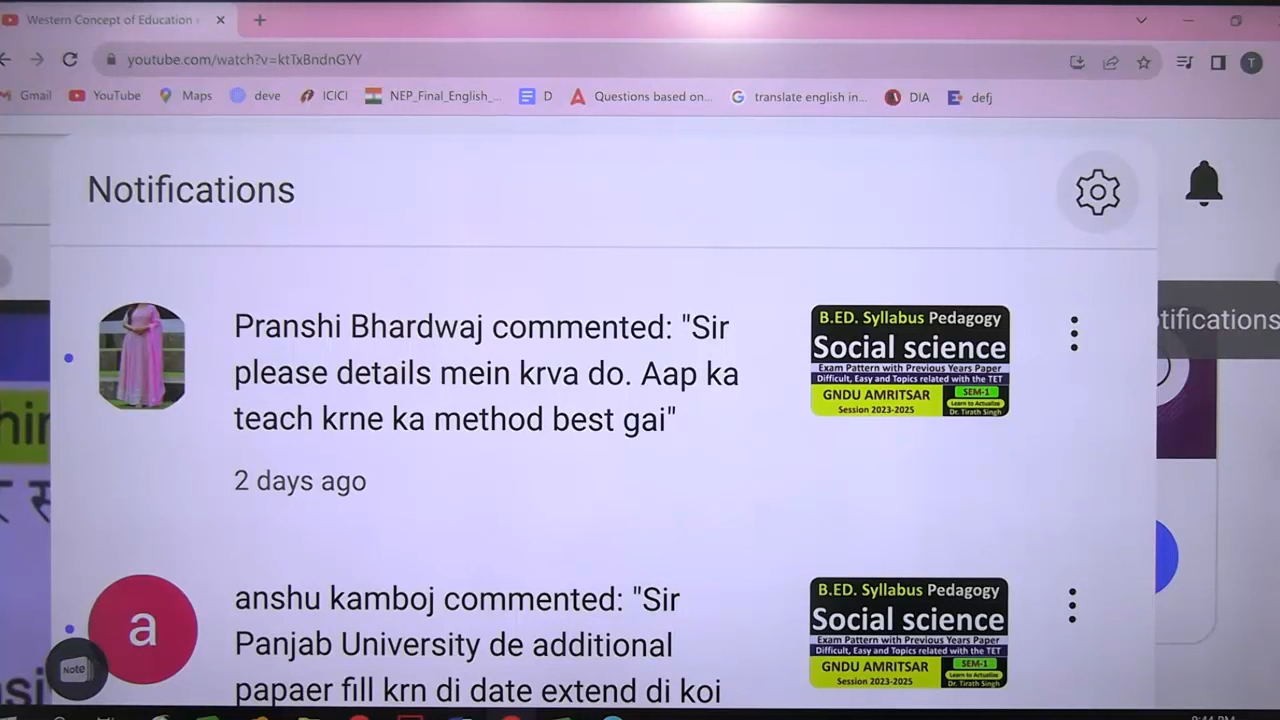 Western Concept of Education
youtube.com/watch?v=ktTxBndnGYY
T
Gmail YouTube Maps deve ICICI NEP_Final_English_... D Questions based on... translate english in... DIA defj
Notifications
Pranshi Bhardwaj commented: "Sir
please details mein krva do. Aap ka
teach krne ka method best gai"
2 days ago
B.ED. Syllabus Pedagogy
Social science
Exam Pattern with Previous Years Paper
Difficult, Easy and Topics related with the TET
GNDU AMRITSAR
Session 2023-2025
SEM-1
Learn to Actualize
Dr. Tirath Singh
tifications
a
anshu kamboj commented: "Sir
Panjab University de additional
papaer fill krn di date extend di koi
B.ED. Syllabus Pedagogy
Social science
Exam Pattern with Previous Years Paper
Difficult, Easy and Topics related with the TET
GNDU AMRITSAR
Session 2023-2025
SEM-1
Learn to Actualize
Dr. Tirath Singh
Note